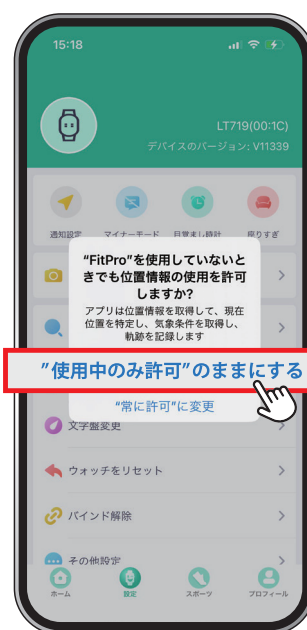 15:18
LT719(00:1C)
デバイスのバージョン: V11339
通知設定 マイナーモード 目覚まし時計 座りすぎ
"FitPro"を使用していないと
きでも位置情報の使用を許可
しますか?
アプリは位置情報を取得して、現在
位置を特定し、気象条件を取得し、
軌跡を記録します
"使用中のみ許可"のままにする
"常に許可"に変更
文字盤変更
ウォッチをリセット
バインド解除
その他設定
ホーム 設定 スポーツ プロフィール